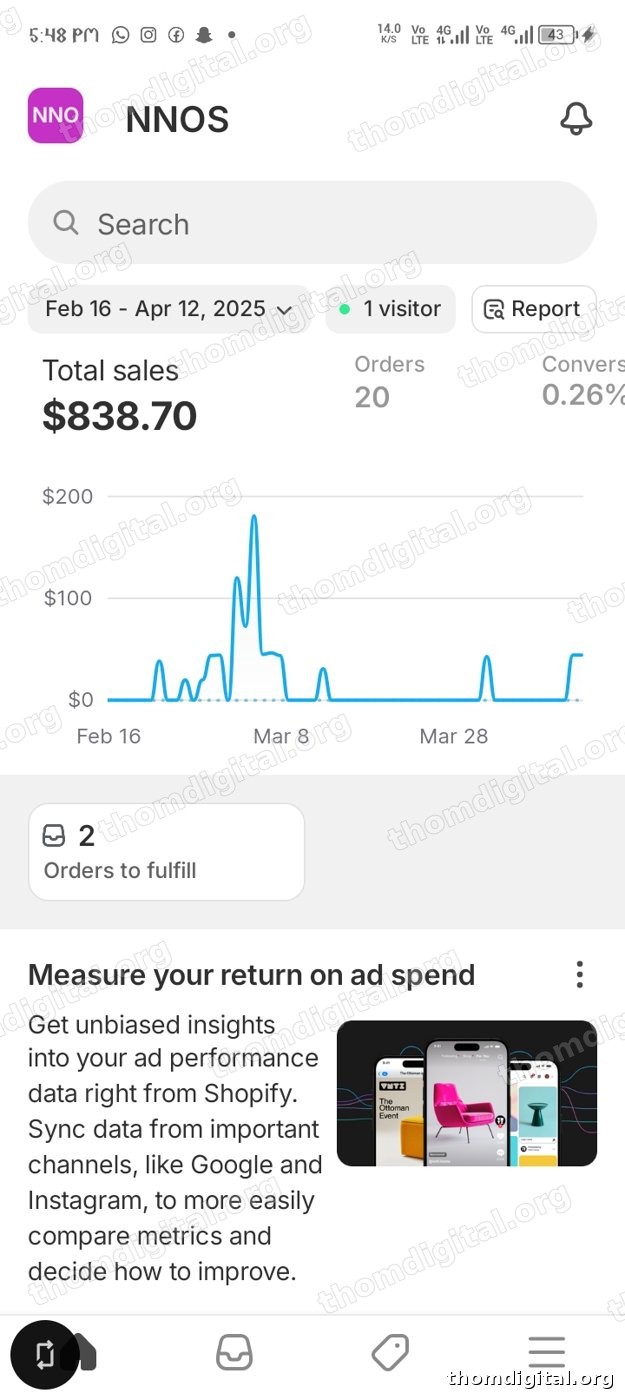 5:48 PM
14.0 K/S Vo LTE 4G Vo LTE 4G 43
NNO
NNOS
Search
Feb 16 - Apr 12, 2025
1 visitor
Report
Total sales
Orders
Convers
$838.70
20
0.26%
$200
$100
$0
Feb 16
Mar 8
Mar 28
2
Orders to fulfill
Measure your return on ad spend
Get unbiased insights
into your ad performance
data right from Shopify.
Sync data from important
channels, like Google and
Instagram, to more easily
compare metrics and
decide how to improve.
The
Ottoman
Event
thomdigital.org